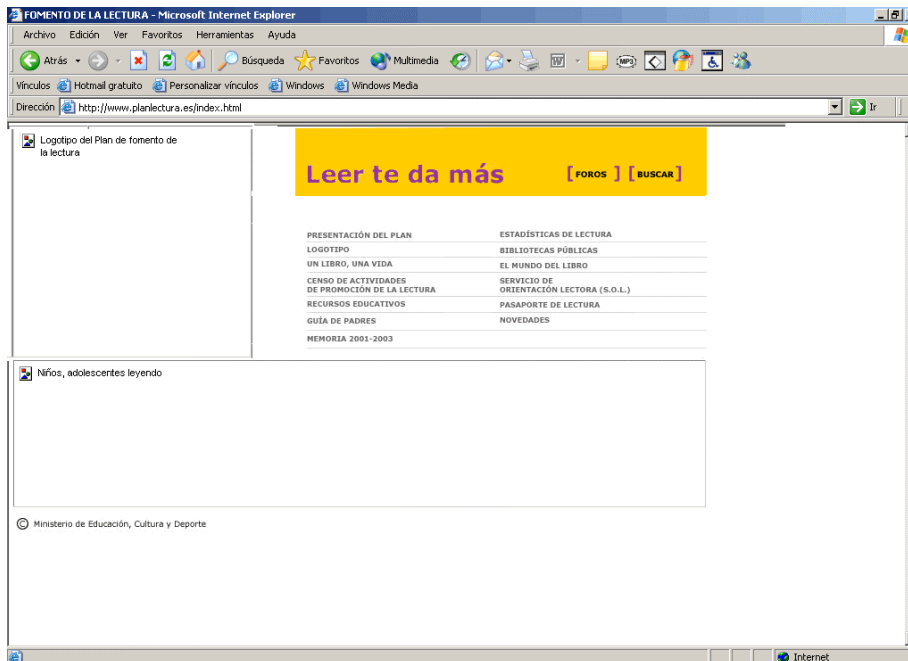 FOMENTO DE LA LECTURA - Microsoft Internet Explorer
Archivo Edición Ver Favoritos Herramientas Ayuda
Atrás Búsqueda Favoritos Multimedia
Vínculos Hotmail gratuito Personalizar vínculos Windows Windows Media
Dirección http://www.planlectura.es/index.html Ir
Logotipo del Plan de fomento de
la lectura
Leer te da más [FOROS ] [BUSCAR]
PRESENTACIÓN DEL PLAN
LOGOTIPO
UN LIBRO, UNA VIDA
CENSO DE ACTIVIDADES
DE PROMOCIÓN DE LA LECTURA
RECURSOS EDUCATIVOS
GUÍA DE PADRES
MEMORIA 2001-2003
ESTADÍSTICAS DE LECTURA
BIBLIOTECAS PÚBLICAS
EL MUNDO DEL LIBRO
SERVICIO DE
ORIENTACIÓN LECTORA (S.O.L.)
PASAPORTE DE LECTURA
NOVEDADES
Niños, adolescentes leyendo
© Ministerio de Educación, Cultura y Deporte
Internet